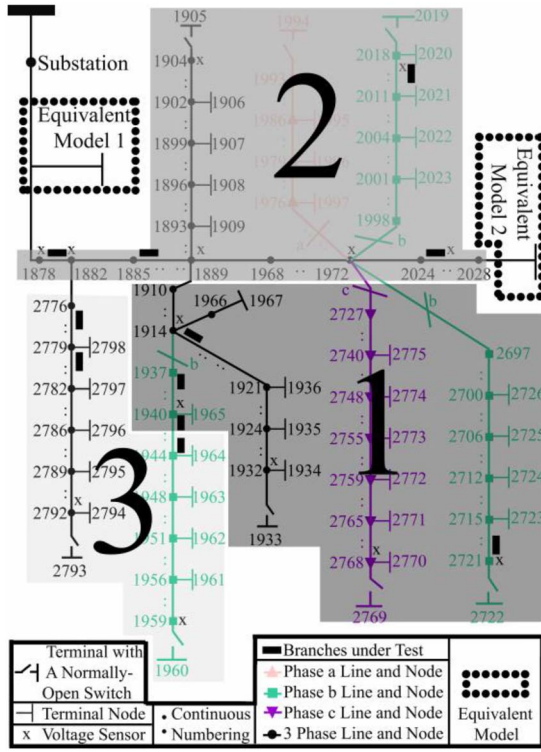 1905
1994
2019
Substation
1904 x
2018 2020
x
1902 1906
2011 2021
Equivalent
Model 1
2
1986
1899 1907
2004 2022
1896 1908
2001 2023
Equivalent
Model 2
1976 1997
1893 1909
1998
a
b
x x x x x
1878 1882 1885 1889 1968 1972 2024 2028
1910
1966 1967
c
b
2776
1914 x
2727
2779 2798
b
2740 2775
2697
1937
2782 2797
1921 1936
2748 2774
2700 2726
1940 x 1965
1
2786 2796
1924 1935
2755 2773
2706 2725
1944 1964
3
2789 2795
1932 x 1934
2759 2772
2712 2724
1948 1963
2792 x 2794
2765 2771
2715 2723
1951 1962
1933
2793
2768 x 2770
2721 x
1956 1961
2769
2722
1959 x
1960
Terminal with
A Normally-
Open Switch
Terminal Node
x Voltage Sensor
Continuous
Numbering
Branches under Test
Phase a Line and Node
Phase b Line and Node
Phase c Line and Node
3 Phase Line and Node
Equivalent
Model